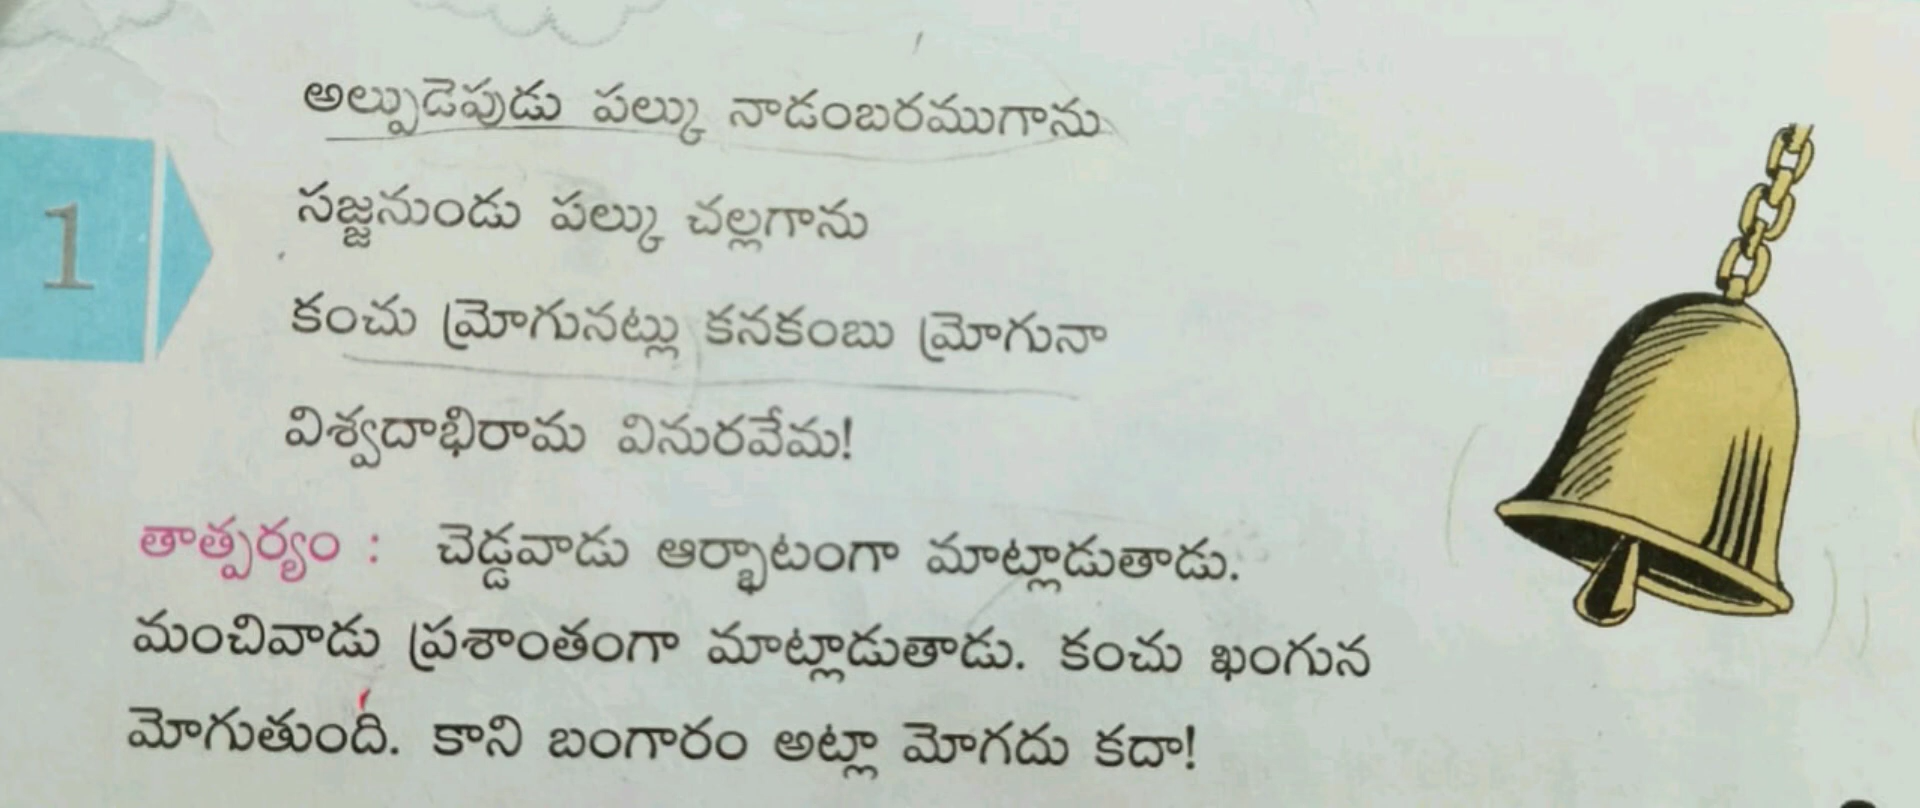 అల్పుడెపుడు పల్కు నాడంబరముగాను
1
సజ్జనుండు పల్కు చల్లగాను
కంచు మ్రోగునట్లు కనకంబు మ్రోగునా
విశ్వదాభిరామ వినురవేమ!
తాత్పర్యం : చెడ్డవాడు ఆర్భాటంగా మాట్లాడుతాడు.
మంచివాడు ప్రశాంతంగా మాట్లాడుతాడు. కంచు ఖంగున
మోగుతుంది. కాని బంగారం అట్లా మోగదు కదా!